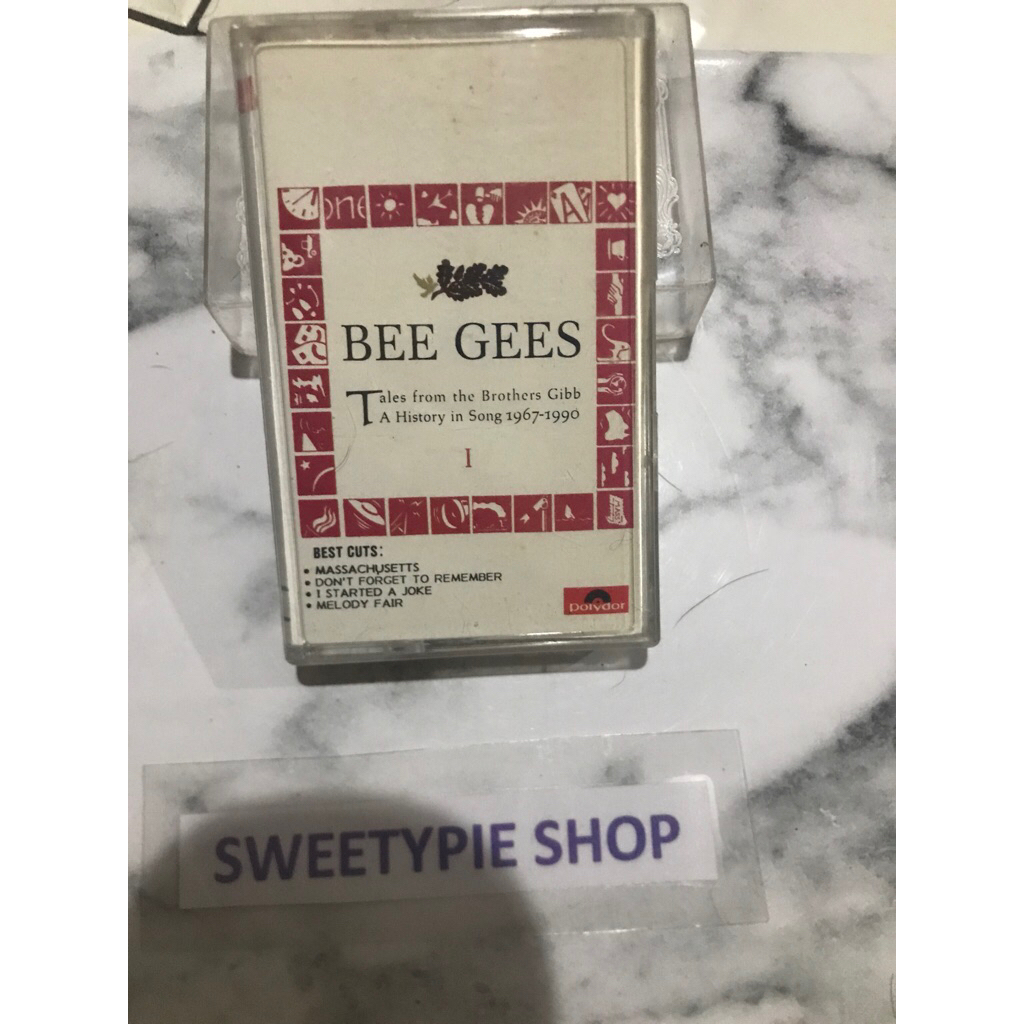 one
A
BEE GEES
Tales from the Brothers Gibb
A History in Song 1967-1990
I
BEST CUTS:
• MASSACHUSETTS
• DON'T FORGET TO REMEMBER
• I STARTED A JOKE
• MELODY FAIR
Polydor
SWEETYPIE SHOP